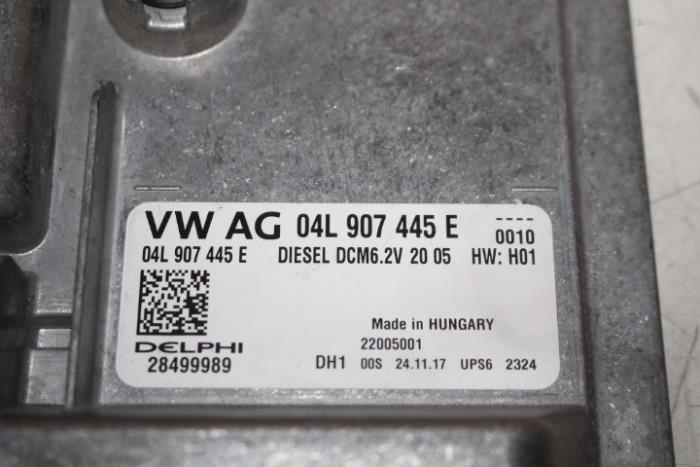 VW AG 04L 907 445 E ---- 0010
04L 907 445 E DIESEL DCM6.2V 20 05 HW: H01
Made in HUNGARY
DELPHI 22005001
28499989 DH1 00S 24.11.17 UPS6 2324